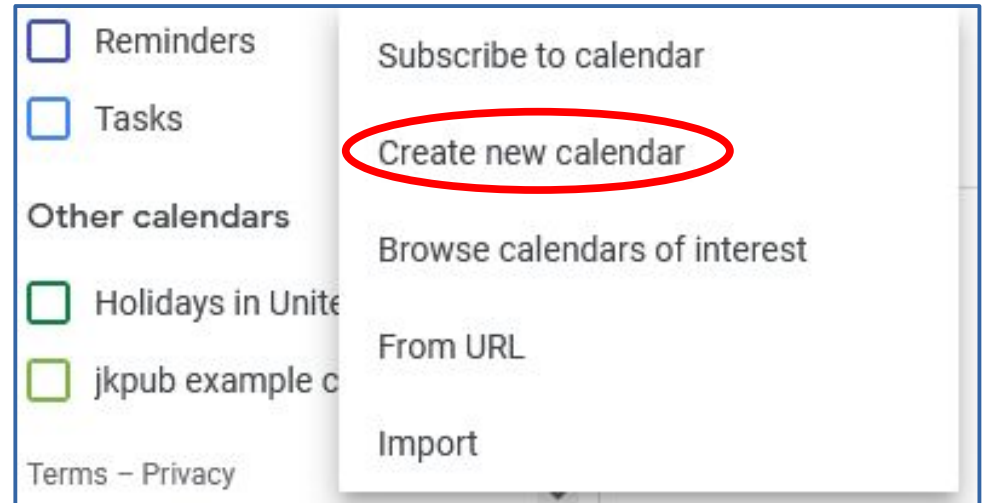 Reminders
Tasks
Other calendars
Holidays in Unite
jkpub example c
Terms – Privacy
Subscribe to calendar
Create new calendar
Browse calendars of interest
From URL
Import